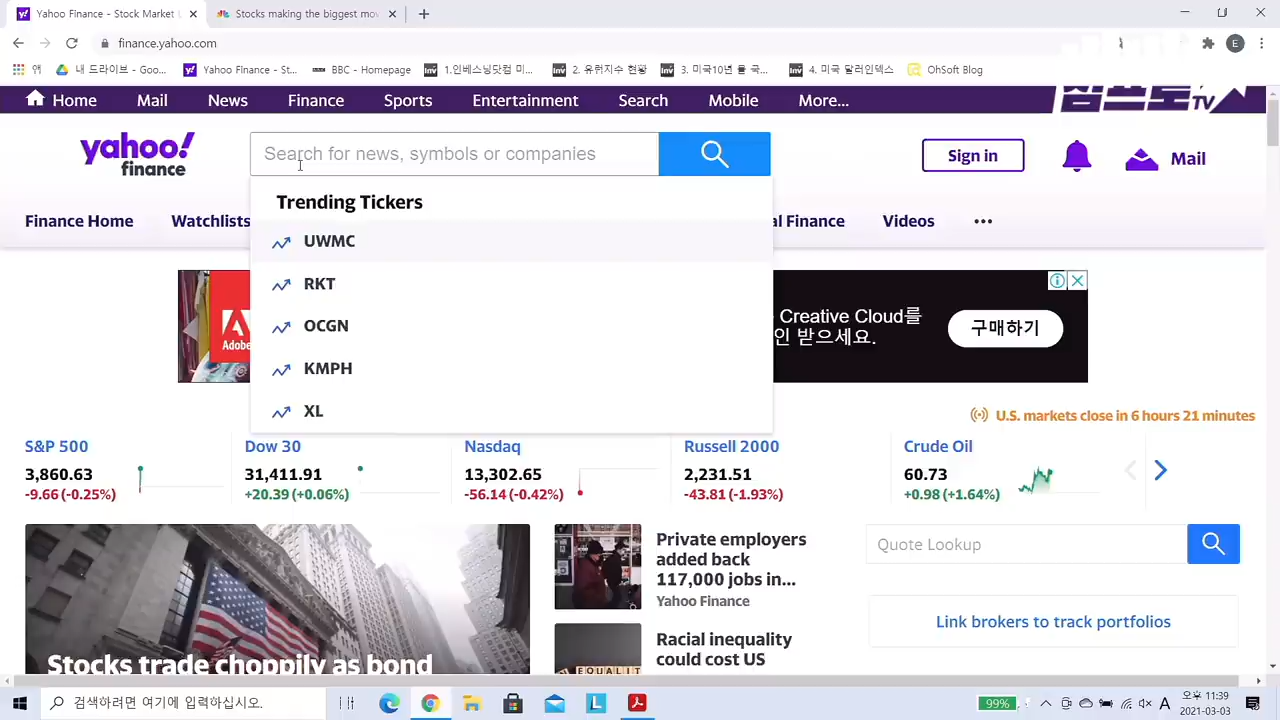 Yahoo Finance - Stock Market L
Stocks making the biggest mov
finance.yahoo.com
E
앱
내 드라이브 - Goo...
Yahoo Finance - St...
BBC - Homepage
1.인베스닝닷컴 미...
2. 유뤄지수 현황
3. 미국10년 률 국...
4. 미국 달러인덱스
OhSoft Blog
Home
Mail
News
Finance
Sports
Entertainment
Search
Mobile
More...
TV
yahoo!
finance
Search for news, symbols or companies
Sign in
Mail
Trending Tickers
Finance Home
Watchlists
al Finance
Videos
UWMC
RKT
OCGN
KMPH
XL
Adobe
Creative Cloud를
인 받으세요.
구매하기
U.S. markets close in 6 hours 21 minutes
S&P 500
3,860.63
-9.66 (-0.25%)
Dow 30
31,411.91
+20.39 (+0.06%)
Nasdaq
13,302.65
-56.14 (-0.42%)
Russell 2000
2,231.51
-43.81 (-1.93%)
Crude Oil
60.73
+0.98 (+1.64%)
Stocks trade choppily as bond
Private employers
added back
117,000 jobs in...
Yahoo Finance
Racial inequality
could cost US
EQUALIT
Quote Lookup
Link brokers to track portfolios
검색하려면 여기에 입력하십시오.
99%
A
오후 11:39
2021-03-03